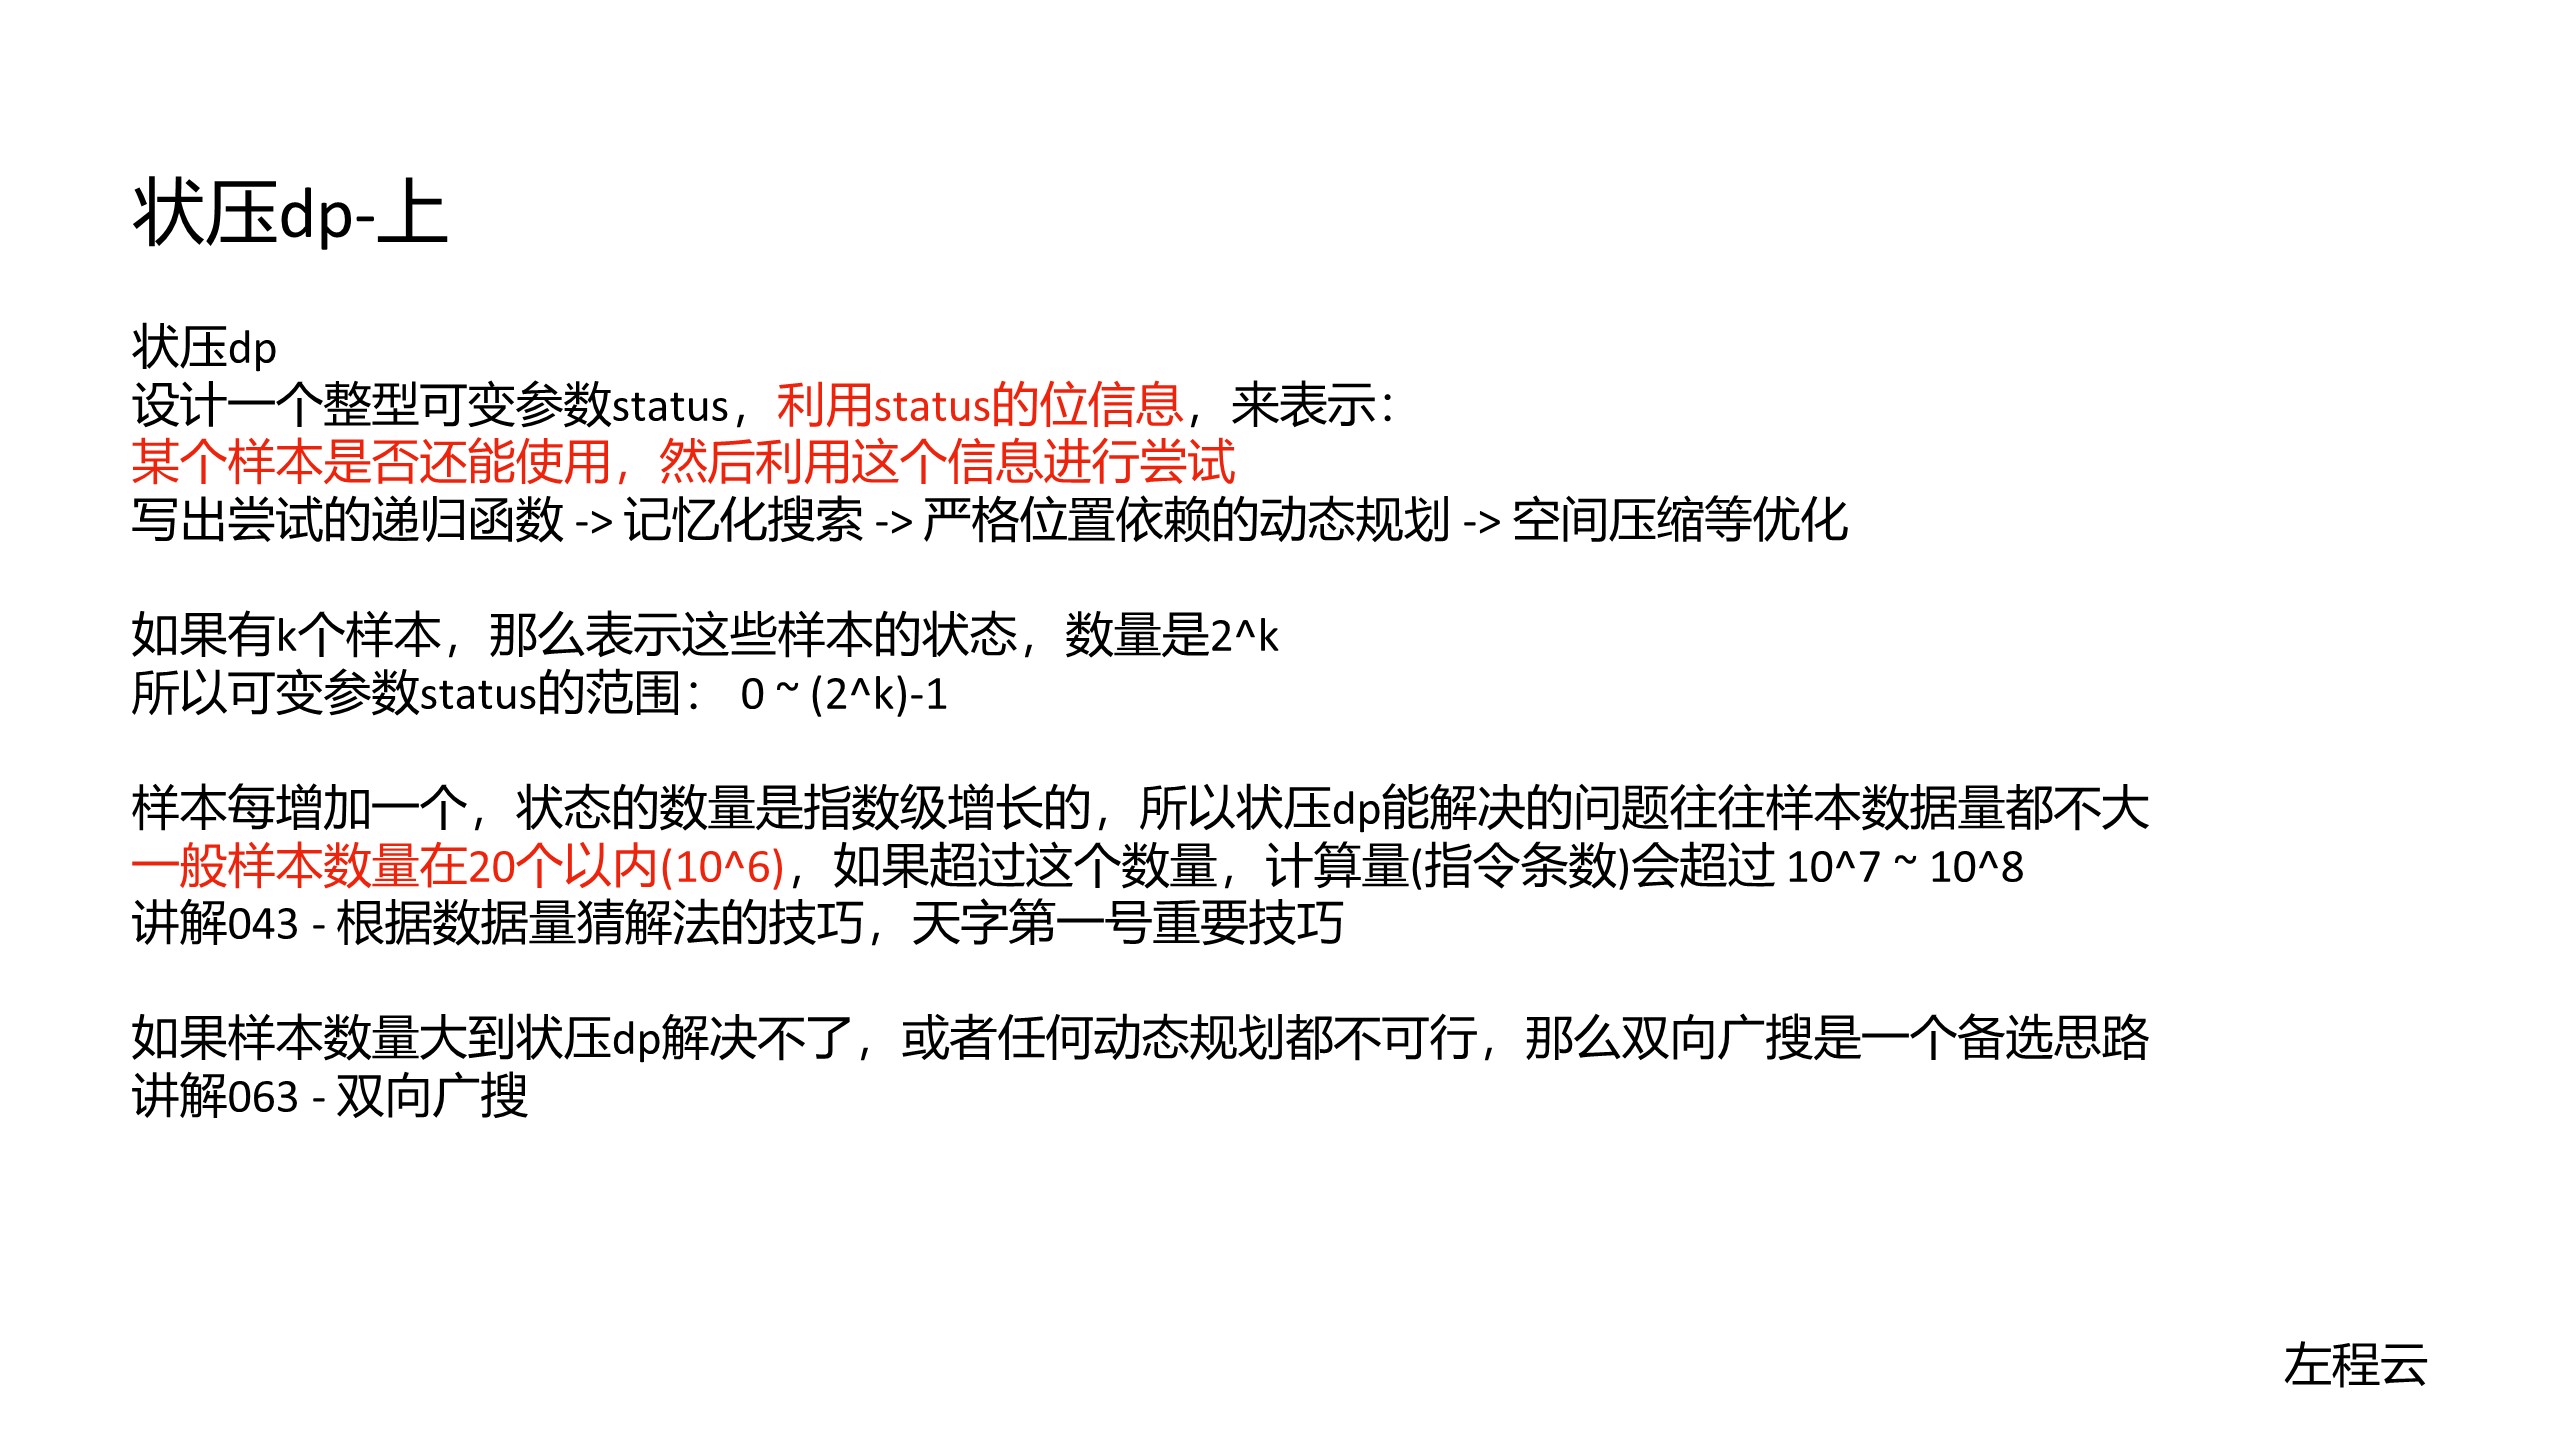 状压dp-上
状压dp
设计一个整型可变参数status，利用status的位信息，来表示：
某个样本是否还能使用，然后利用这个信息进行尝试
写出尝试的递归函数 -> 记忆化搜索 -> 严格位置依赖的动态规划 -> 空间压缩等优化
如果有k个样本，那么表示这些样本的状态，数量是2^k
所以可变参数status的范围： 0 ~ (2^k)-1
样本每增加一个，状态的数量是指数级增长的，所以状压dp能解决的问题往往样本数据量都不大
一般样本数量在20个以内(10^6)，如果超过这个数量，计算量(指令条数)会超过 10^7 ~ 10^8
讲解043 - 根据数据量猜解法的技巧，天字第一号重要技巧
如果样本数量大到状压dp解决不了，或者任何动态规划都不可行，那么双向广搜是一个备选思路
讲解063 - 双向广搜
左程云